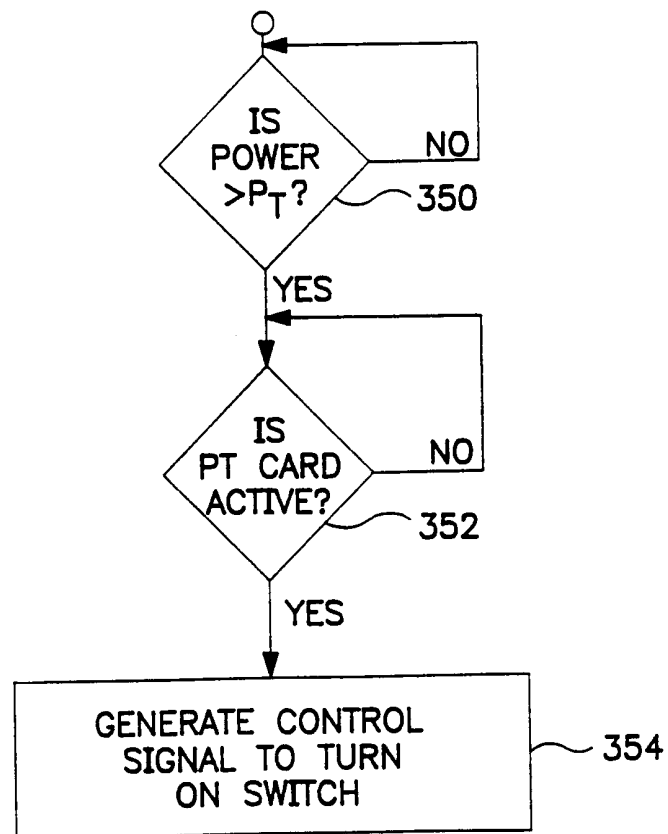 IS
POWER
>PT?
NO
350
YES
IS
PT CARD
ACTIVE?
NO
352
YES
GENERATE CONTROL
SIGNAL TO TURN
ON SWITCH
354